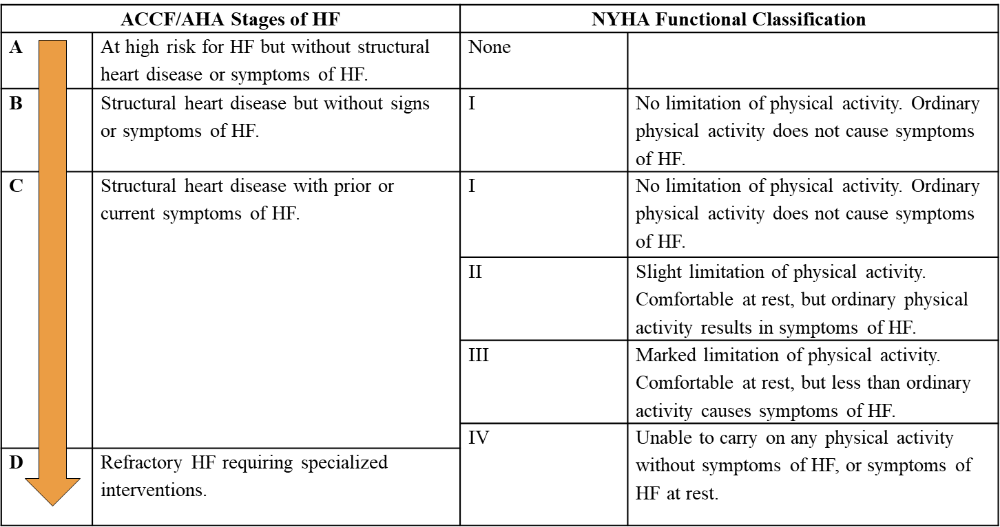 ACCF/AHA Stages of HF
NYHA Functional Classification
A
At high risk for HF but without structural
heart disease or symptoms of HF.
None
B
Structural heart disease but without signs
or symptoms of HF.
I
No limitation of physical activity. Ordinary
physical activity does not cause symptoms
of HF.
C
Structural heart disease with prior or
current symptoms of HF.
I
No limitation of physical activity. Ordinary
physical activity does not cause symptoms
of HF.
II
Slight limitation of physical activity.
Comfortable at rest, but ordinary physical
activity results in symptoms of HF.
III
Marked limitation of physical activity.
Comfortable at rest, but less than ordinary
activity causes symptoms of HF.
IV
Unable to carry on any physical activity
without symptoms of HF, or symptoms of
HF at rest.
D
Refractory HF requiring specialized
interventions.